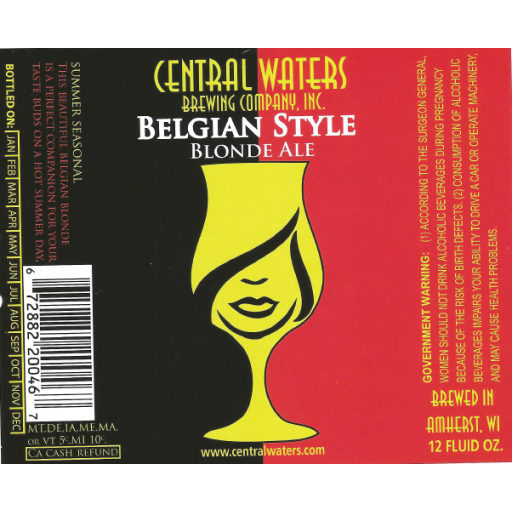 CENTRAL WATERS
BREWING COMPANY, INC.
BELGIAN STYLE
BLONDE ALE
www.centralwaters.com
BOTTLED ON: JAN FEB MAR APR MAY JUN JUL AUG SEP OCT NOV DEC
SUMMER SEASONAL
THIS BEAUTIFUL BELGIAN BLONDE
IS A PERFECT COMPANION FOR YOUR
TASTE BUDS ON A HOT SUMMER DAY.
6 72882 20046 7
MT,DE,IA,ME,MA.
OR VT 5¢,MI 10¢,
CA CASH REFUND
GOVERNMENT WARNING: (1) ACCORDING TO THE SURGEON GENERAL,
WOMEN SHOULD NOT DRINK ALCOHOLIC BEVERAGES DURING PREGNANCY
BECAUSE OF THE RISK OF BIRTH DEFECTS. (2) CONSUMPTION OF ALCOHOLIC
BEVERAGES IMPAIRS YOUR ABILITY TO DRIVE A CAR OR OPERATE MACHINERY,
AND MAY CAUSE HEALTH PROBLEMS.
BREWED IN
AMHERST, WI
12 FLUID OZ.